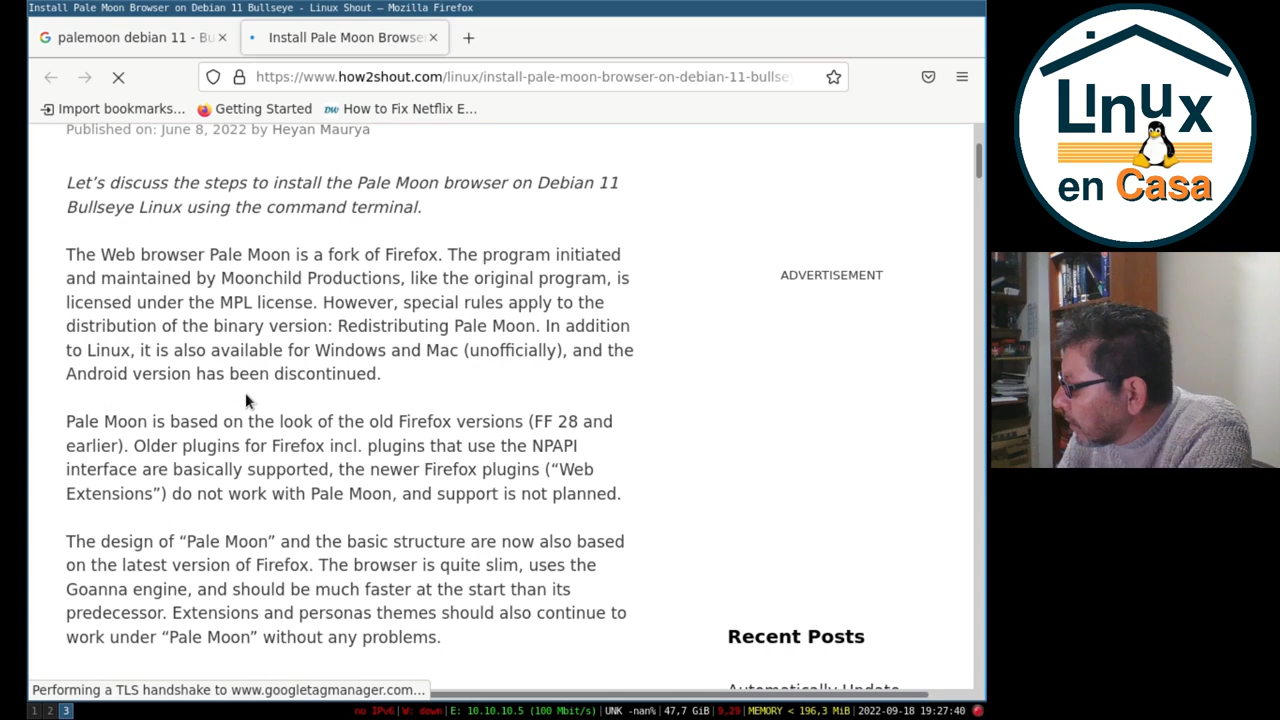 Install Pale Moon Browser on Debian 11 Bullseye - Linux Shout — Mozilla Firefox
palemoon debian 11 - Bu
Install Pale Moon Browse
https://www.how2shout.com/linux/install-pale-moon-browser-on-debian-11-bullse
Import bookmarks...
Getting Started
DW How to Fix Netflix E...
Published on: June 8, 2022 by Heyan Maurya
Let's discuss the steps to install the Pale Moon browser on Debian 11
Bullseye Linux using the command terminal.
The Web browser Pale Moon is a fork of Firefox. The program initiated
and maintained by Moonchild Productions, like the original program, is
licensed under the MPL license. However, special rules apply to the
distribution of the binary version: Redistributing Pale Moon. In addition
to Linux, it is also available for Windows and Mac (unofficially), and the
Android version has been discontinued.
Pale Moon is based on the look of the old Firefox versions (FF 28 and
earlier). Older plugins for Firefox incl. plugins that use the NPAPI
interface are basically supported, the newer Firefox plugins (“Web
Extensions”) do not work with Pale Moon, and support is not planned.
The design of “Pale Moon” and the basic structure are now also based
on the latest version of Firefox. The browser is quite slim, uses the
Goanna engine, and should be much faster at the start than its
predecessor. Extensions and personas themes should also continue to
work under “Pale Moon” without any problems.
ADVERTISEMENT
Recent Posts
Automatically Update
Performing a TLS handshake to www.googletagmanager.com...
1 2 3
no IPv6|W: down|E: 10.10.10.5 (100 Mbit/s)|UNK -nan%|47,7 GiB|9,29|MEMORY < 196,3 MiB|2022-09-18 19:27:40
Linux
en Casa